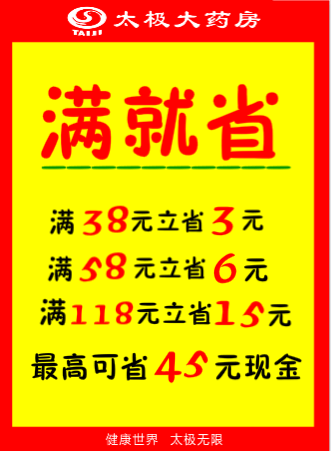 TAIJI 太极大药房
满就省
满38元立省3元
满58元立省6元
满118元立省15元
最高可省45元现金
健康世界 太极无限